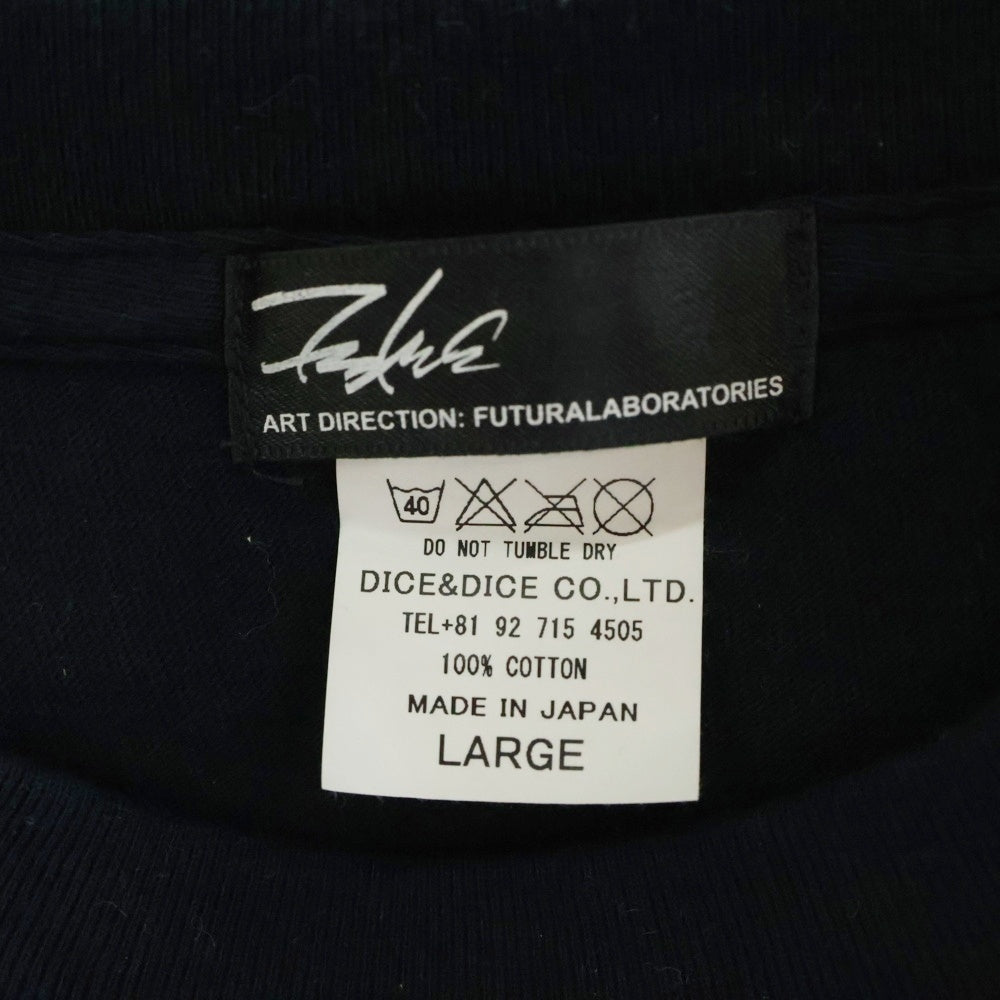 ART DIRECTION: FUTURALABORATORIES
40
DO NOT TUMBLE DRY
DICE&DICE CO.,LTD.
TEL+81 92 715 4505
100% COTTON
MADE IN JAPAN
LARGE